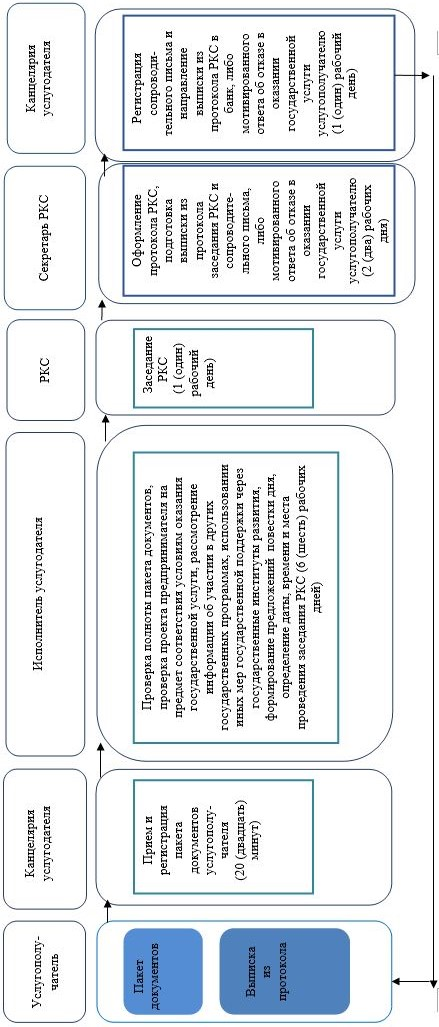 Услугополу-
чатель
Канцелярия
услугодателя
Исполнитель услугодателя
РКС
Секретарь РКС
Канцелярия
услугодателя
Пакет
документов
Выписка
из
протокола
Прием и
регистрация
пакета
документов
услугополу-
чателя
(20 (двадцать)
минут)
Проверка полноты пакета документов,
проверка проекта предпринимателя на
предмет соответствия условиям оказания
государственной услуги, рассмотрение
информации об участии в других
государственных программах, использовании
иных мер государственной поддержки через
государственные институты развития,
формирование предложений повестки дня,
определение даты, времени и места
проведения заседания РКС (6 (шесть) рабочих
дней)
Заседание
РКС
(1 (один)
рабочий
день)
Оформление
протокола РКС,
подготовка
выписки из
протокола
заседания РКС и
сопроводите-
льного письма,
либо
мотивированного
ответа об отказе в
оказании
государственной
услуги
услугополучателю
(2 (два) рабочих
дня)
Регистрация
сопроводи-
тельного письма и
направление
выписки из
протокола РКС в
банк, либо
мотивированного
ответа об отказе в
оказании
государственной
услуги
услугополучателю
(1 (один) рабочий
день)